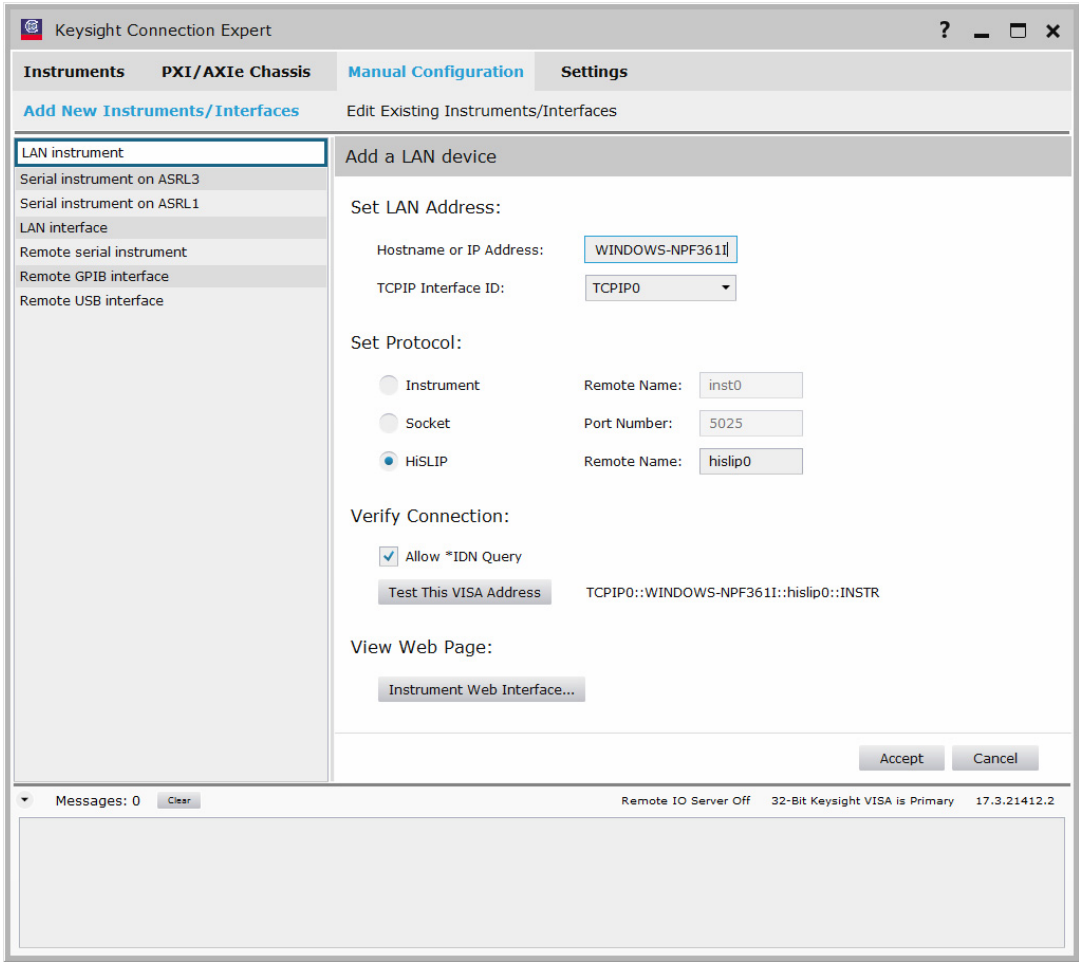 Keysight Connection Expert ?
Instruments PXI/AXIe Chassis Manual Configuration Settings
Add New Instruments/Interfaces Edit Existing Instruments/Interfaces
LAN instrument
Serial instrument on ASRL3
Serial instrument on ASRL1
LAN interface
Remote serial instrument
Remote GPIB interface
Remote USB interface
Add a LAN device
Set LAN Address:
Hostname or IP Address: WINDOWS-NPF361I
TCPIP Interface ID: TCPIP0
Set Protocol:
Instrument Remote Name: inst0
Socket Port Number: 5025
HiSLIP Remote Name: hislip0
Verify Connection:
Allow *IDN Query
Test This VISA Address TCPIP0::WINDOWS-NPF361I::hislip0::INSTR
View Web Page:
Instrument Web Interface...
Accept Cancel
Messages: 0 Clear Remote IO Server Off 32-Bit Keysight VISA is Primary 17.3.21412.2